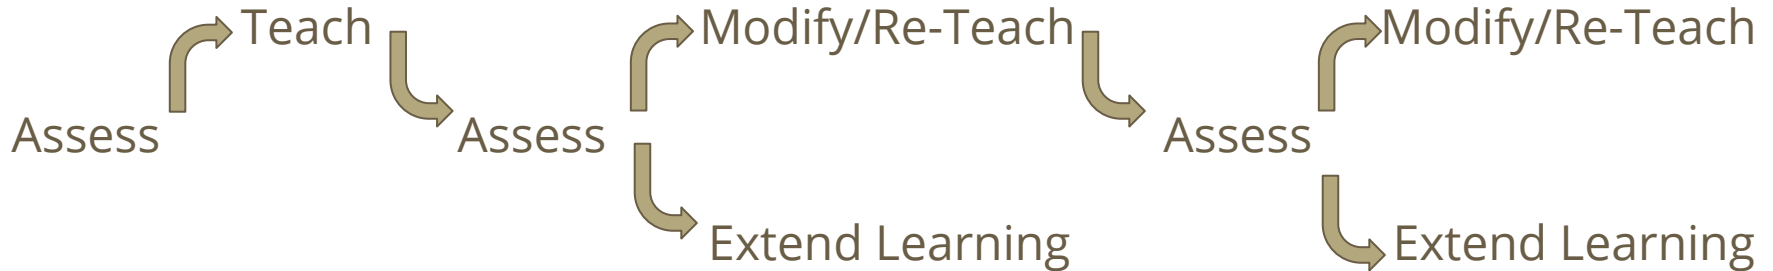 Teach
Modify/Re-Teach
Modify/Re-Teach
Assess
Assess
Assess
Extend Learning
Extend Learning